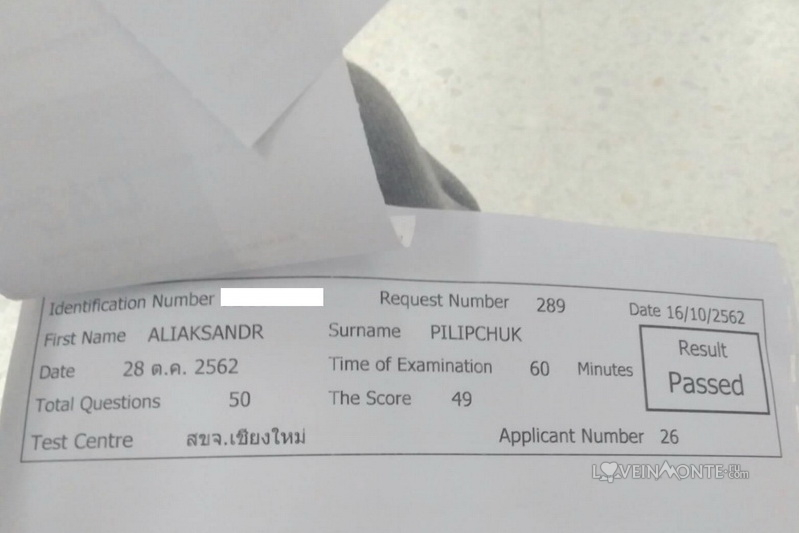 Identification Number
Request Number 289
Date 16/10/2562
First Name ALIAKSANDR
Surname PILIPCHUK
Result
Passed
Date 28 ต.ค. 2562
Time of Examination 60 Minutes
Total Questions 50
The Score 49
Test Centre สขจ.เชียงใหม่
Applicant Number 26
LOVEINMONTE-RU.com